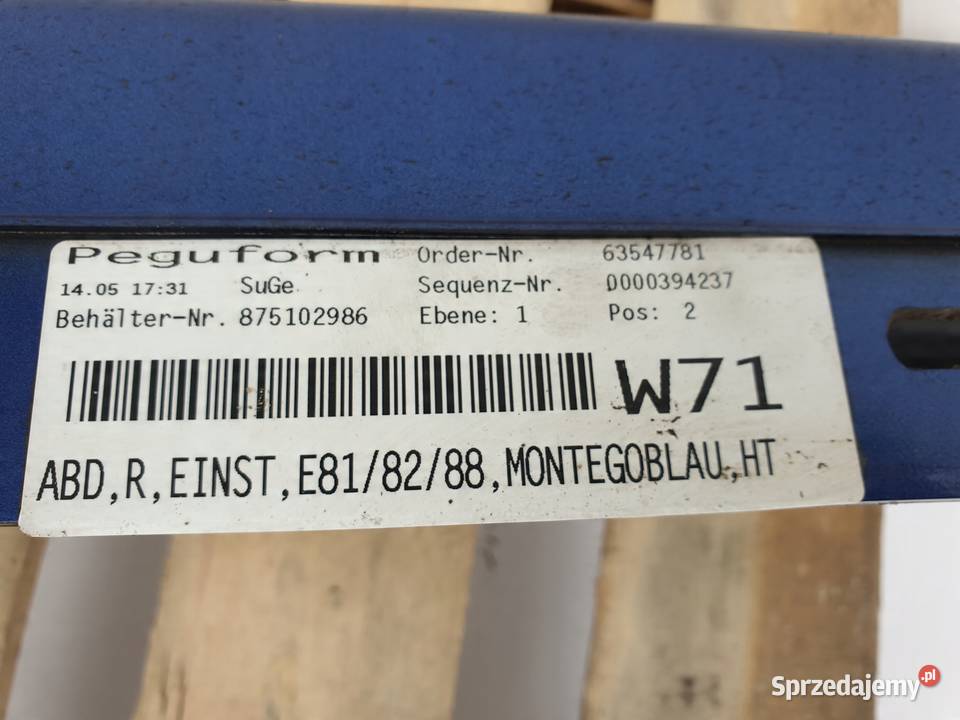 Peguform Order-Nr. 63547781
14.05 17:31 SuGe Sequenz-Nr. D000394237
Behälter-Nr. 875102986 Ebene: 1 Pos: 2
W71
ABD,R,EINST,E81/82/88,MONTEGOBLAU,HT
Sprzedajemy.pl